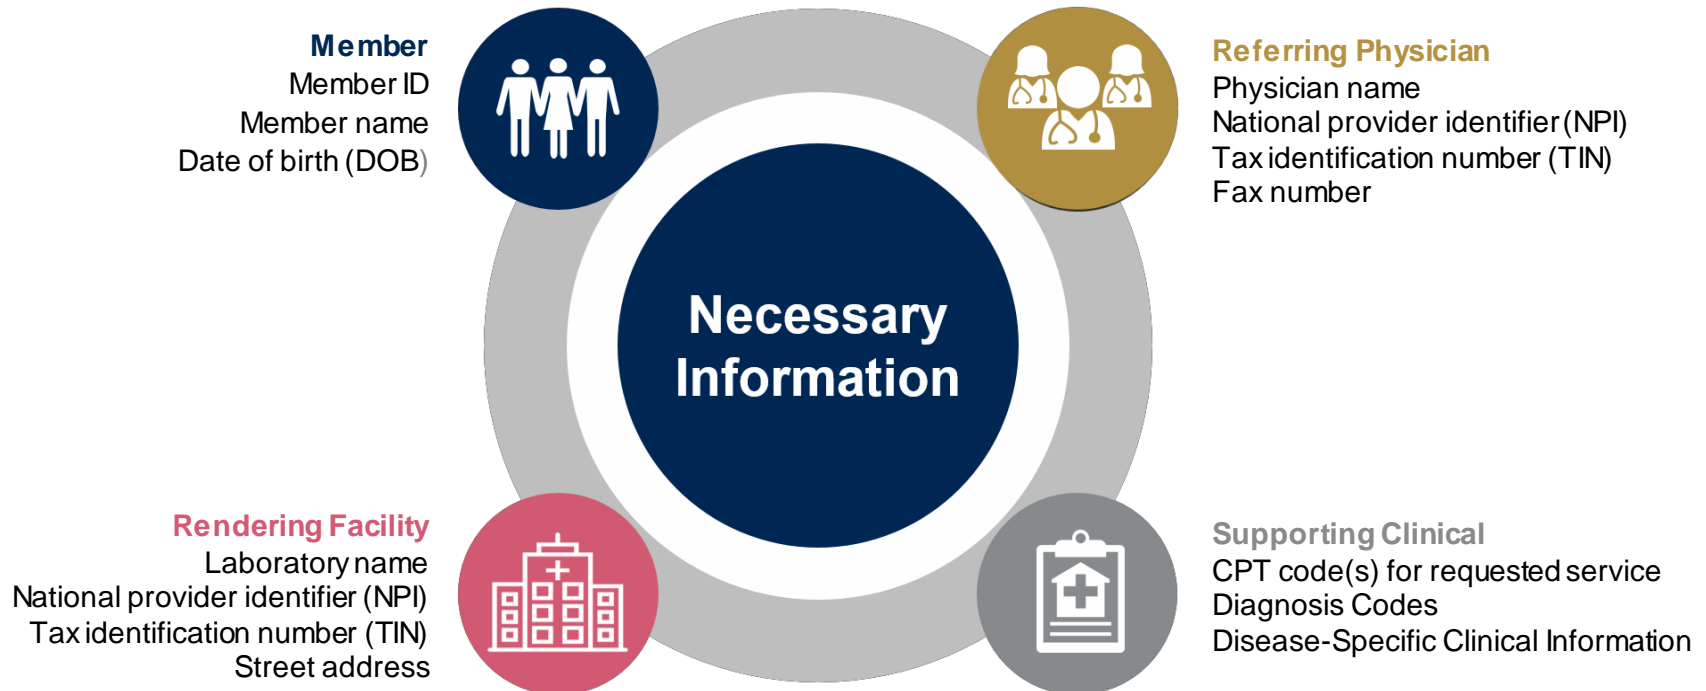 Member
Member ID
Member name
Date of birth (DOB)
Referring Physician
Physician name
National provider identifier (NPI)
Tax identification number (TIN)
Fax number
Necessary
Information
Rendering Facility
Laboratory name
National provider identifier (NPI)
Tax identification number (TIN)
Street address
Supporting Clinical
CPT code(s) for requested service
Diagnosis Codes
Disease-Specific Clinical Information